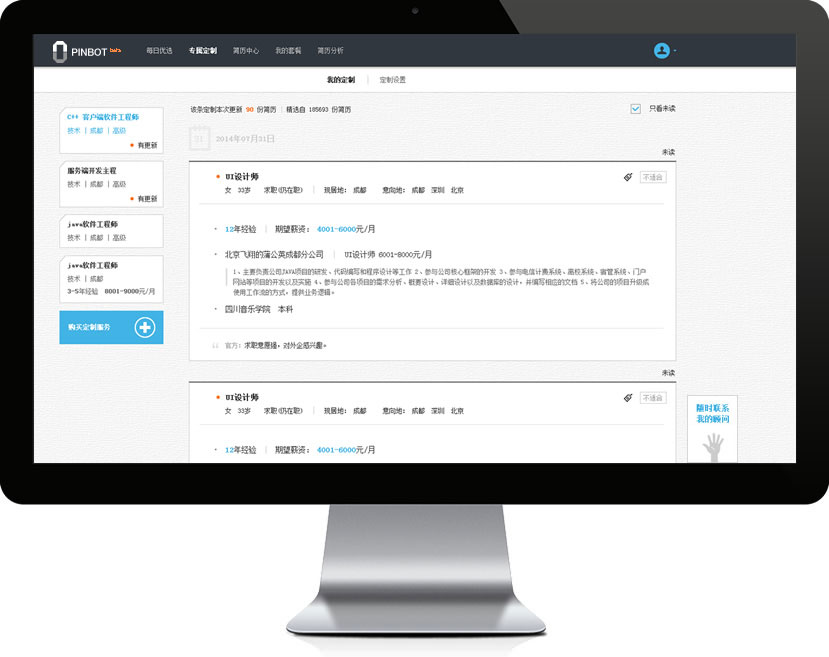 PINBOT beta 每日优选 专属定制 简历中心 我的套餐 简历分析
我的定制 定制设置
该条定制本次更新 90 份简历 精选自 185693 份简历 只看未读
31 2014年07月31日
未读
C++ 客户端软件工程师
技术 | 成都 | 高级
有更新
服务端开发主程
技术 | 成都 | 高级
有更新
java软件工程师
技术 | 成都 | 高级
java软件工程师
技术 | 成都
3-5年经验 8001-9000元/月
购买定制服务
UI设计师 不适合
女 33岁 求职(仍在职) 现居地: 成都 意向地: 成都 深圳 北京
12年经验 期望薪资: 4001-6000元/月
北京飞翔的蒲公英成都分公司 UI设计师 6001-8000元/月
1、主要负责公司JAVA项目的研发、代码编写和程序设计等工作 2、参与公司核心框架的开发 3、参与电信计费系统、高校系统、宿管系统、门户
网站等项目的开发以及实施 4、参与公司各项目的需求分析、概要设计、详细设计以及数据库的设计，并编写相应的文档 5、将公司的项目升级成
使用工作流的方式，提供业务逻辑。
四川音乐学院 本科
官方: 求职意愿强，对外企感兴趣。
未读
UI设计师 不适合
女 33岁 求职(仍在职) 现居地: 成都 意向地: 成都 深圳 北京
12年经验 期望薪资: 4001-6000元/月
随时联系
我的顾问